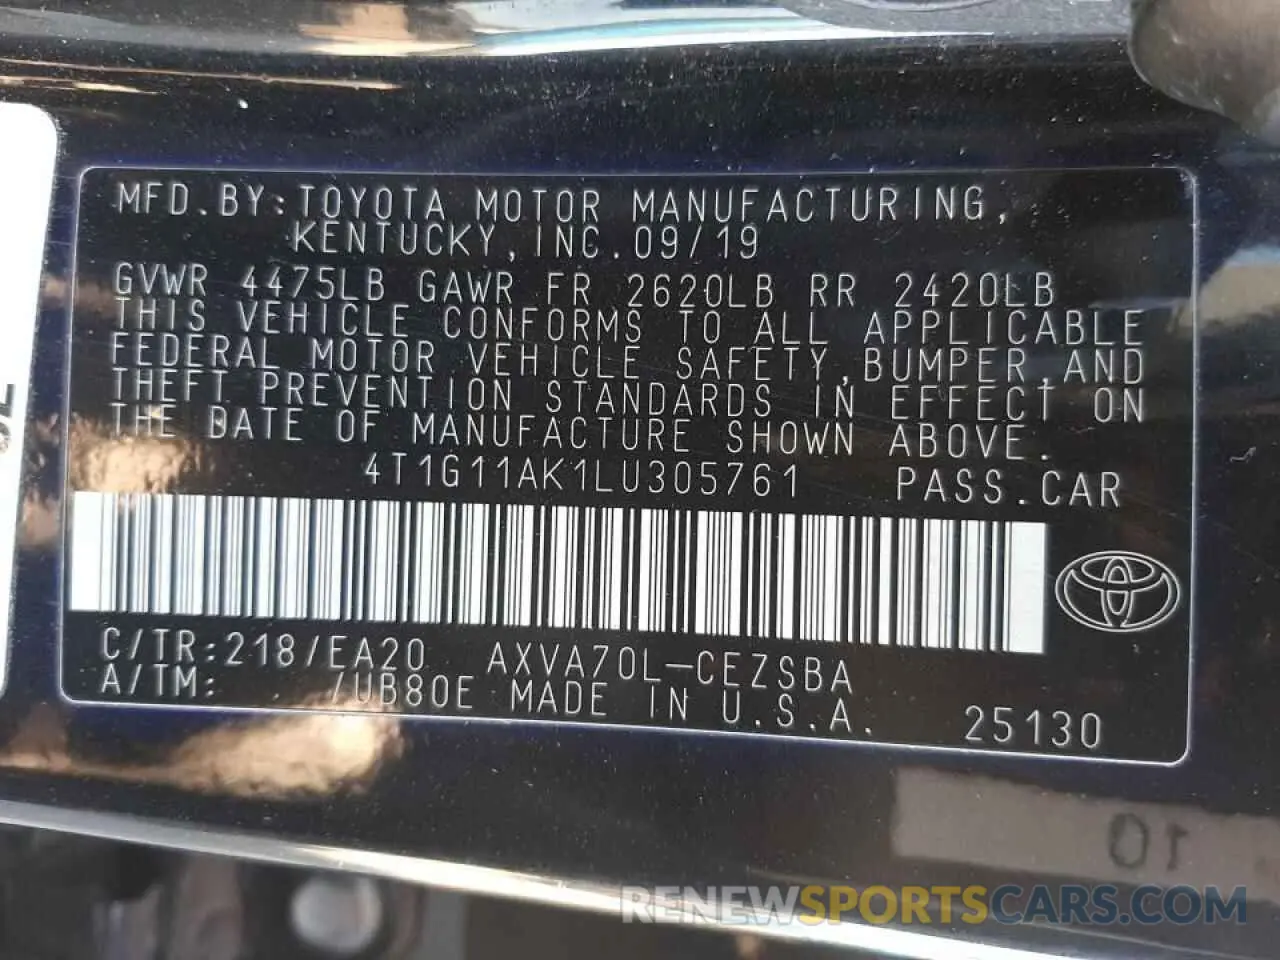 MFD.BY:TOYOTA MOTOR MANUFACTURING,
KENTUCKY,INC.09/19
GVWR 4475LB GAWR FR 2620LB RR 2420LB
THIS VEHICLE CONFORMS TO ALL APPLICABLE
FEDERAL MOTOR VEHICLE SAFETY,BUMPER,AND
THEFT PREVENTION STANDARDS IN EFFECT ON
THE DATE OF MANUFACTURE SHOWN ABOVE.
4T1G11AK1LU305761 PASS.CAR
C/TR:218/EA20 AXVA70L-CEZSBA
A/TM: /UB80E MADE IN U.S.A.
25130
10
RENEWSPORTSCARS.COM